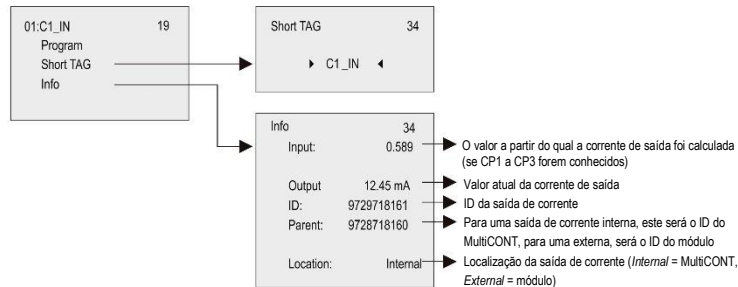 01:C1_IN 19
Program
Short TAG
Info
Short TAG 34
C1_IN
Info 34
Input: 0.589
Output 12.45 mA
ID: 9729718161
Parent: 9728718160
Location: Internal
O valor a partir do qual a corrente de saída foi calculada
(se CP1 a CP3 forem conhecidos)
Valor atual da corrente de saída
ID da saída de corrente
Para uma saída de corrente interna, este será o ID do
MultiCONT, para uma externa, será o ID do módulo
Localização da saída de corrente (Internal = MultiCONT,
External = módulo)